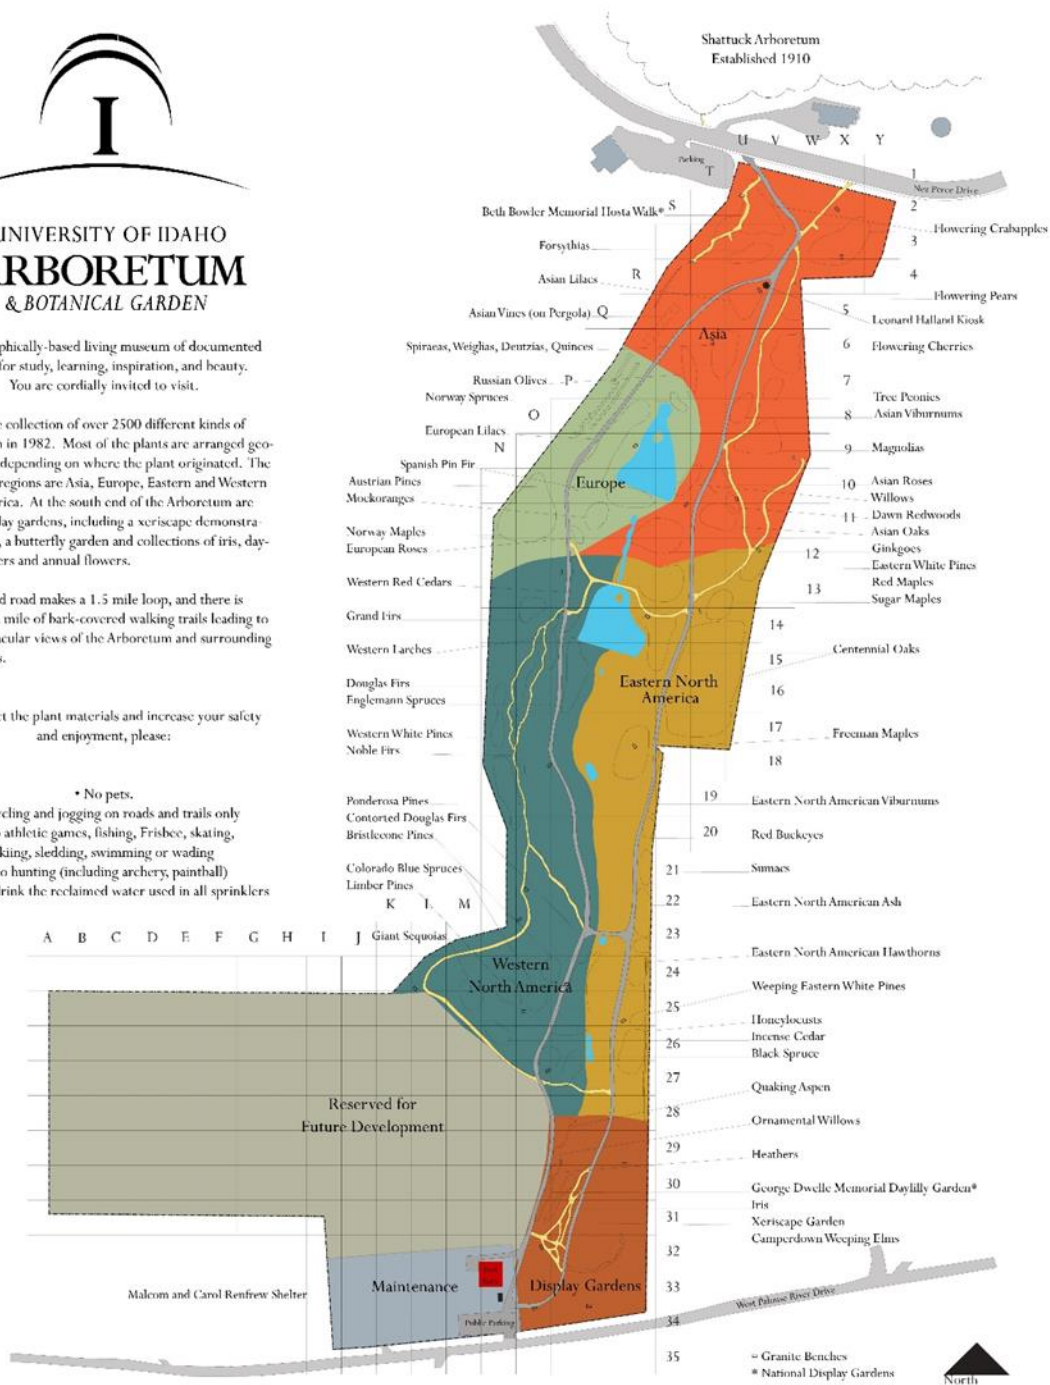 I
UNIVERSITY OF IDAHO
ARBORETUM
& BOTANICAL GARDEN
phically-based living museum of documented
for study, learning, inspiration, and beauty.
You are cordially invited to visit.
collection of over 2500 different kinds of
in 1982. Most of the plants are arranged geo-
depending on where the plant originated. The
regions are Asia, Europe, Eastern and Western
rica. At the south end of the Arboretum are
lay gardens, including a xeriscape demonstra-
, a butterfly garden and collections of iris, day-
ers and annual flowers.
d road makes a 1.5 mile loop, and there is
mile of bark-covered walking trails leading to
cular views of the Arboretum and surrounding
s.
ct the plant materials and increase your safety
and enjoyment, please:
• No pets.
cling and jogging on roads and trails only
athletic games, fishing, Frisbee, skating,
kiing, sledding, swimming or wading
o hunting (including archery, paintball)
drink the reclaimed water used in all sprinklers
Shattuck Arboretum
Established 1910
Parking
Nez Perce Drive
T U V W X Y
S
R
Q
P
O
N
K L M
A B C D E F G H I J
1
2
3
4
5
6
7
8
9
10
11
12
13
14
15
16
17
18
19
20
21
22
23
24
25
26
27
28
29
30
31
32
33
34
35
Beth Bowler Memorial Hosta Walk*
Forsythias
Asian Lilacs
Asian Vines (on Pergola)
Spiraeas, Weighas, Deutzias, Quinces
Russian Olives
Norway Spruces
European Lilacs
Spanish Pin Fir
Austrian Pines
Mockoranges
Norway Maples
European Roses
Western Red Cedars
Grand Firs
Western Larches
Douglas Firs
Englemann Spruces
Western White Pines
Noble Firs
Ponderosa Pines
Contorted Douglas Firs
Bristlecone Pines
Colorado Blue Spruces
Limber Pines
Giant Sequoias
Flowering Crabapples
Flowering Pears
Leonard Halland Kiosk
Flowering Cherries
Tree Peonies
Asian Viburnums
Magnolias
Asian Roses
Willows
Dawn Redwoods
Asian Oaks
Ginkgoes
Eastern White Pines
Red Maples
Sugar Maples
Centennial Oaks
Freeman Maples
Eastern North American Viburnums
Red Buckeyes
Sumacs
Eastern North American Ash
Eastern North American Hawthorns
Weeping Eastern White Pines
Honeylocusts
Incense Cedar
Black Spruce
Quaking Aspen
Ornamental Willows
Heathers
George Dwelle Memorial Daylilly Garden*
Iris
Xeriscape Garden
Camperdown Weeping Elms
Asia
Europe
Eastern North
America
Western
North America
Reserved for
Future Development
Maintenance
Display Gardens
Public Parking
Malcom and Carol Renfrew Shelter
West Palouse River Drive
Granite Benches
* National Display Gardens
North